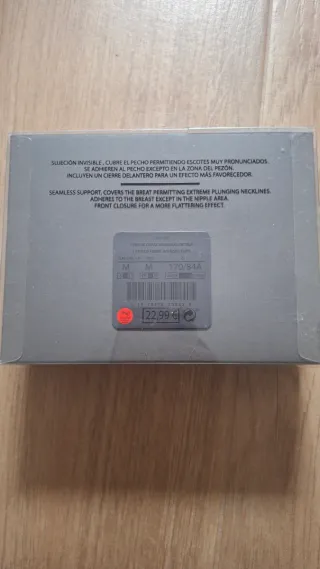 SUJECIÓN INVISIBLE, CUBRE EL PECHO PERMITIENDO ESCOTES MUY PRONUNCIADOS.
SE ADHIEREN AL PECHO EXCEPTO EN LA ZONA DEL PEZÓN.
INCLUYEN UN CIERRE DELANTERO PARA UN EFECTO MÁS FAVORECEDOR.
SEAMLESS SUPPORT, COVERS THE BREAT PERMITTING EXTREME PLUNGING NECKLINES.
ADHERES TO THE BREAST EXCEPT IN THE NIPPLE AREA.
FRONT CLOSURE FOR A MORE FLATTERING EFFECT.
M M 170/94A
22,99 €